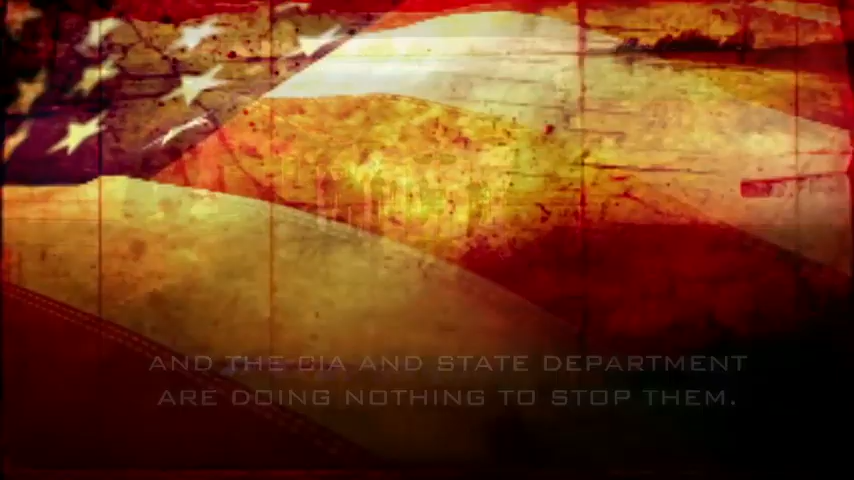 AND THE CIA AND STATE DEPARTMENT
ARE DOING NOTHING TO STOP THEM.